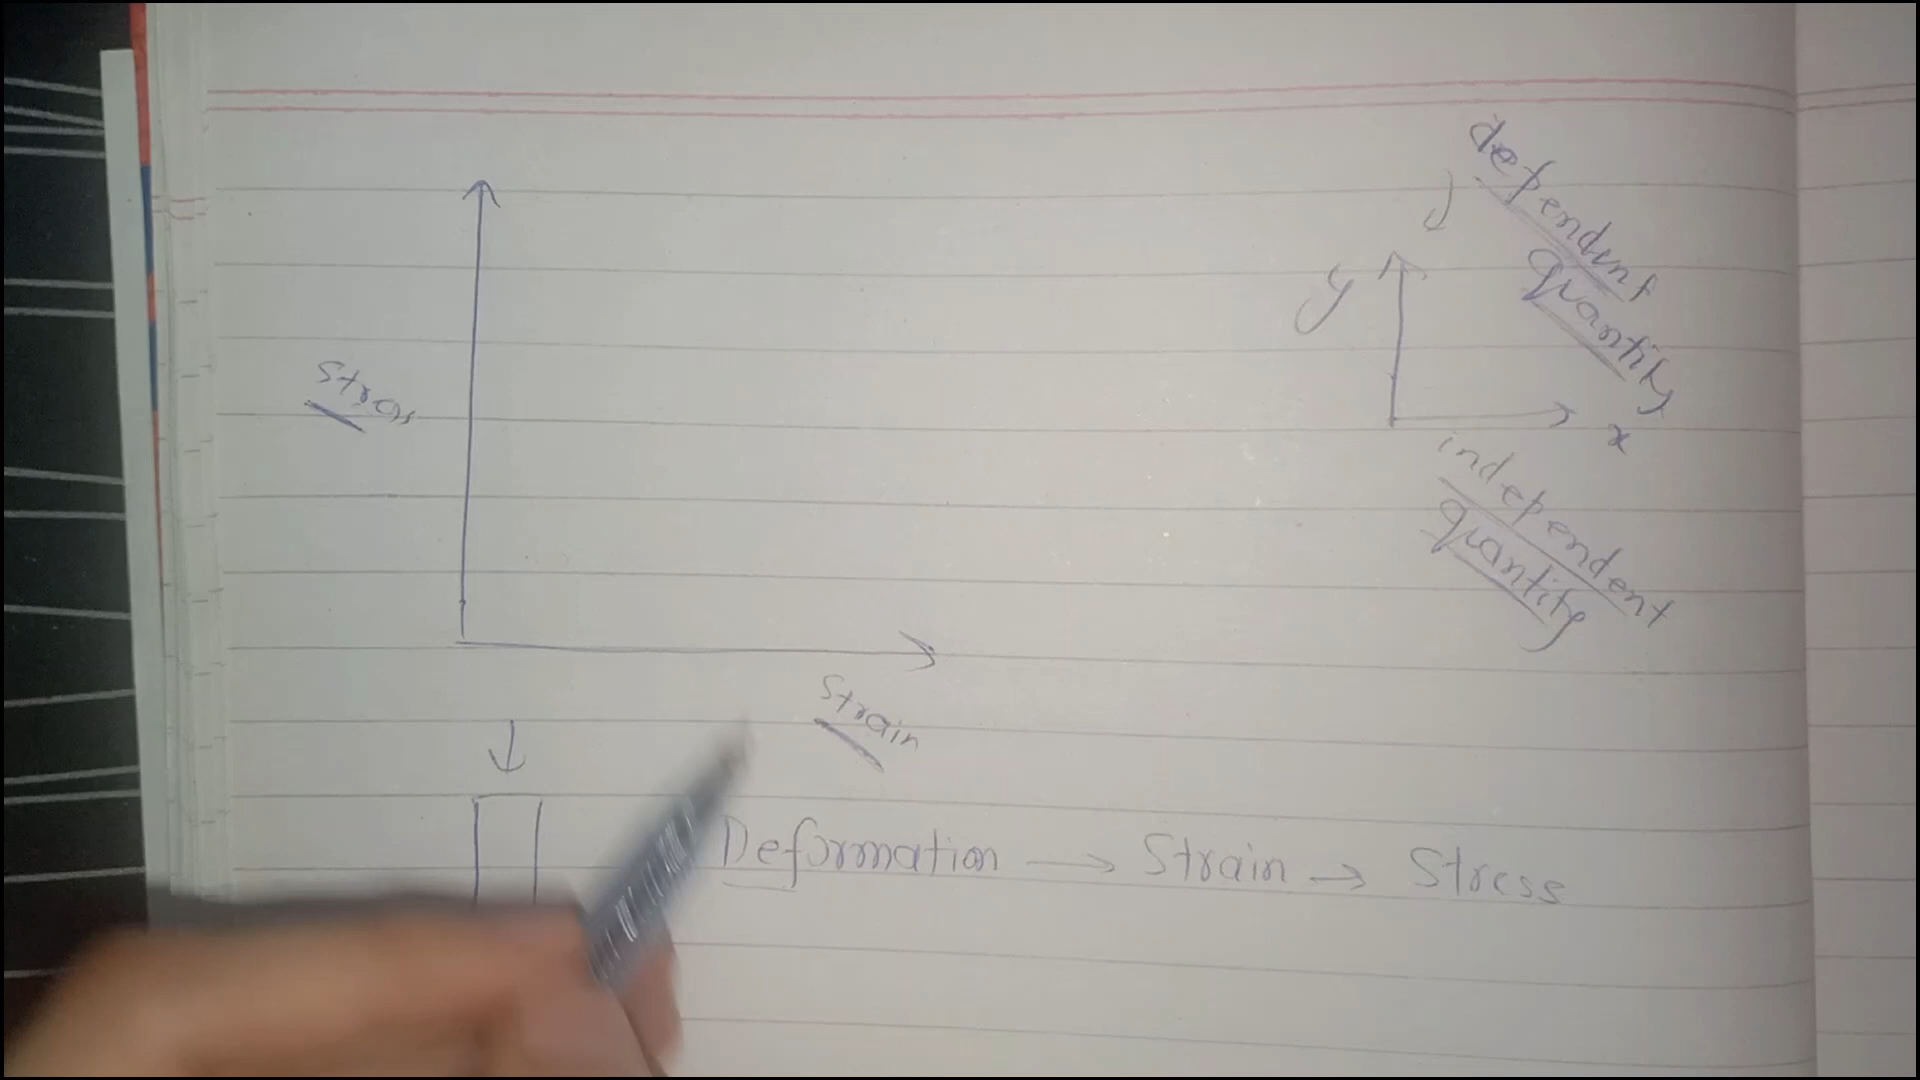 dependent
quantity
y
x
Stress
independent
quantity
Strain
Deformation → Strain → Stress